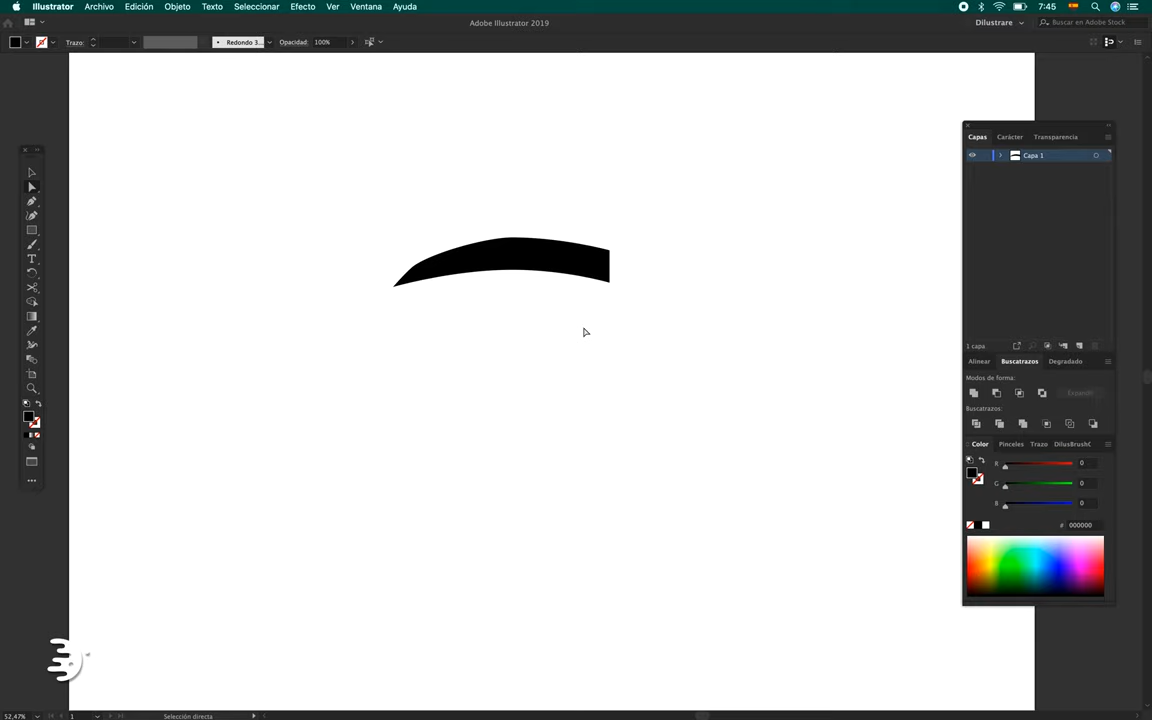 Illustrator Archivo Edición Objeto Texto Seleccionar Efecto Ver Ventana Ayuda 7:45
Adobe Illustrator 2019 Dilustrare Buscar en Adobe Stock
Trazo: Redondo 3... Opacidad: 100%
Capas Carácter Transparencia
Capa 1
1 capa
Alinear Buscatrazos Degradado
Modos de forma:
Expandir
Buscatrazos:
Color Pinceles Trazo DilusBrushC
R 0
G 0
B 0
# 000000
52,47% 1 Selección directa